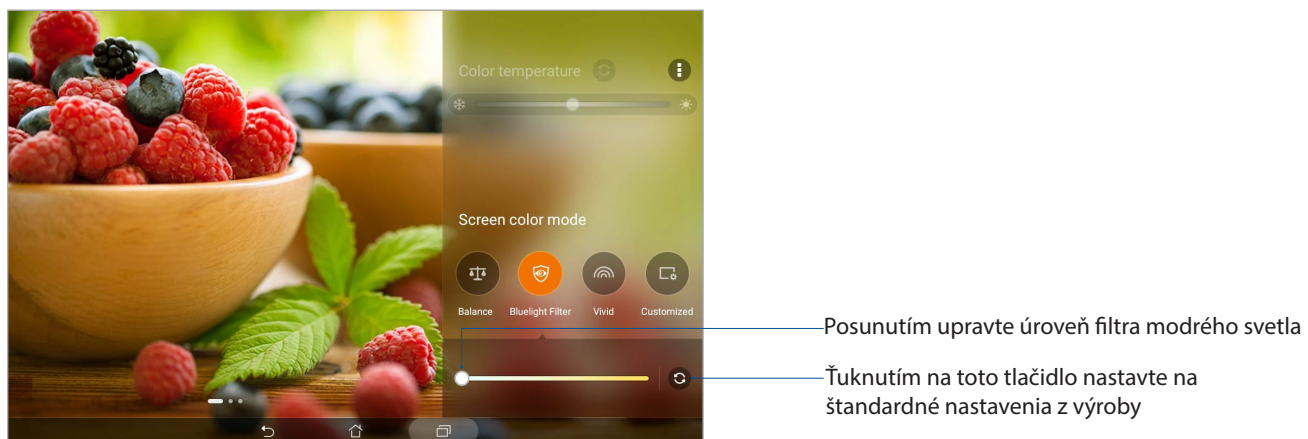 Color temperature
Screen color mode
Balance Bluelight Filter Vivid Customized
Posunutím upravte úroveň filtra modrého svetla
Ťuknutím na toto tlačidlo nastavte na
štandardné nastavenia z výroby